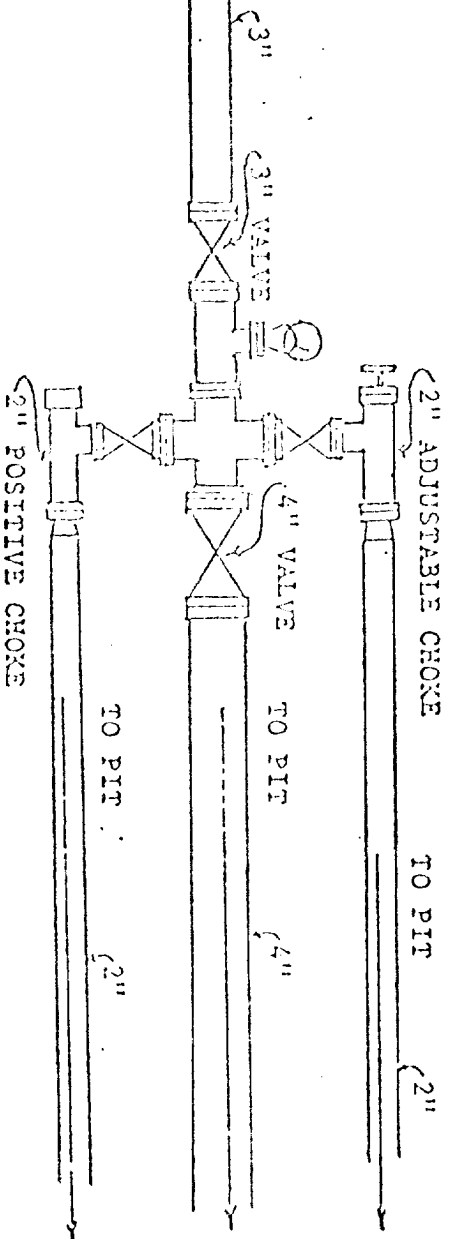 3"
3" VALVE
2" ADJUSTABLE CHOKE
4" VALVE
2" POSITIVE CHOKE
TO PIT
TO PIT
TO PIT
2"
4"
2"